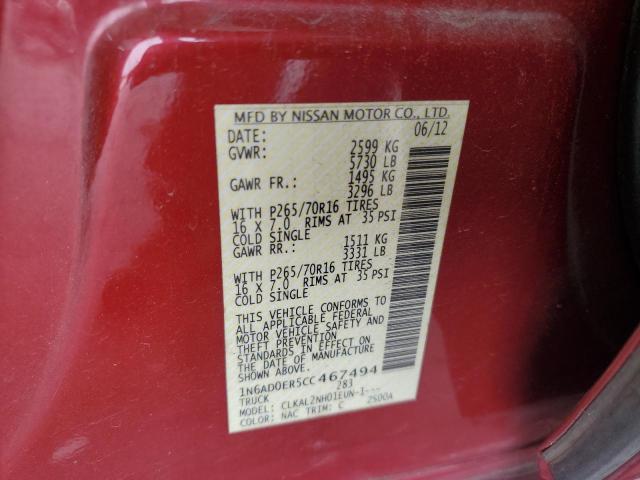 MFD BY NISSAN MOTOR CO., LTD.
DATE: 06/12
GVWR: 2599 KG
5730 LB
GAWR FR.: 1495 KG
3296 LB
WITH P265/70R16 TIRES
16 X 7.0 RIMS AT 35 PSI
COLD SINGLE
GAWR RR.: 1511 KG
3331 LB
WITH P265/70R16 TIRES
16 X 7.0 RIMS AT 35 PSI
COLD SINGLE
THIS VEHICLE CONFORMS TO
ALL APPLICABLE FEDERAL
MOTOR VEHICLE SAFETY AND
THEFT PREVENTION
STANDARDS IN EFFECT ON
THE DATE OF MANUFACTURE
SHOWN ABOVE.
1N6AD0ER5CC467494
TRUCK 283
MODEL: CLKAL2NH01EUN-I---
COLOR: NAC TRIM: C 2S00A